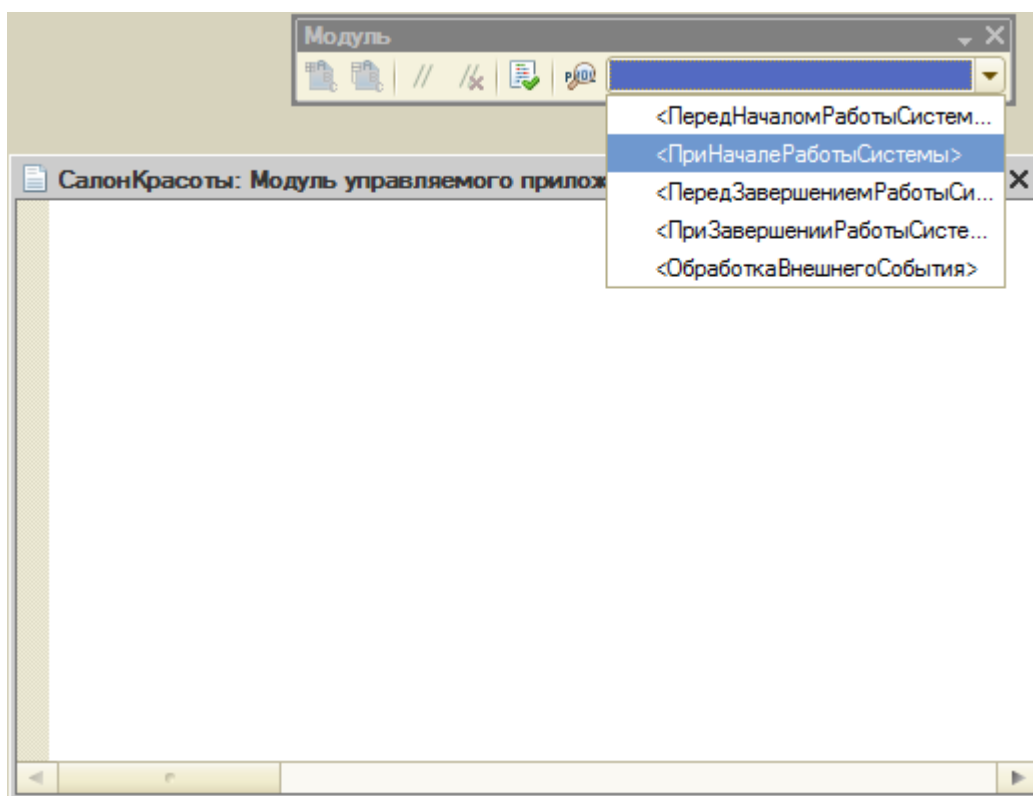 Модуль
<ПередНачаломРаботыСистем...
<ПриНачалеРаботыСистемы>
СалонКрасоты: Модуль управляемого прилож
<ПередЗавершениемРаботыСи...
<ПриЗавершенииРаботыСисте...
<ОбработкаВнешнегоСобытия>